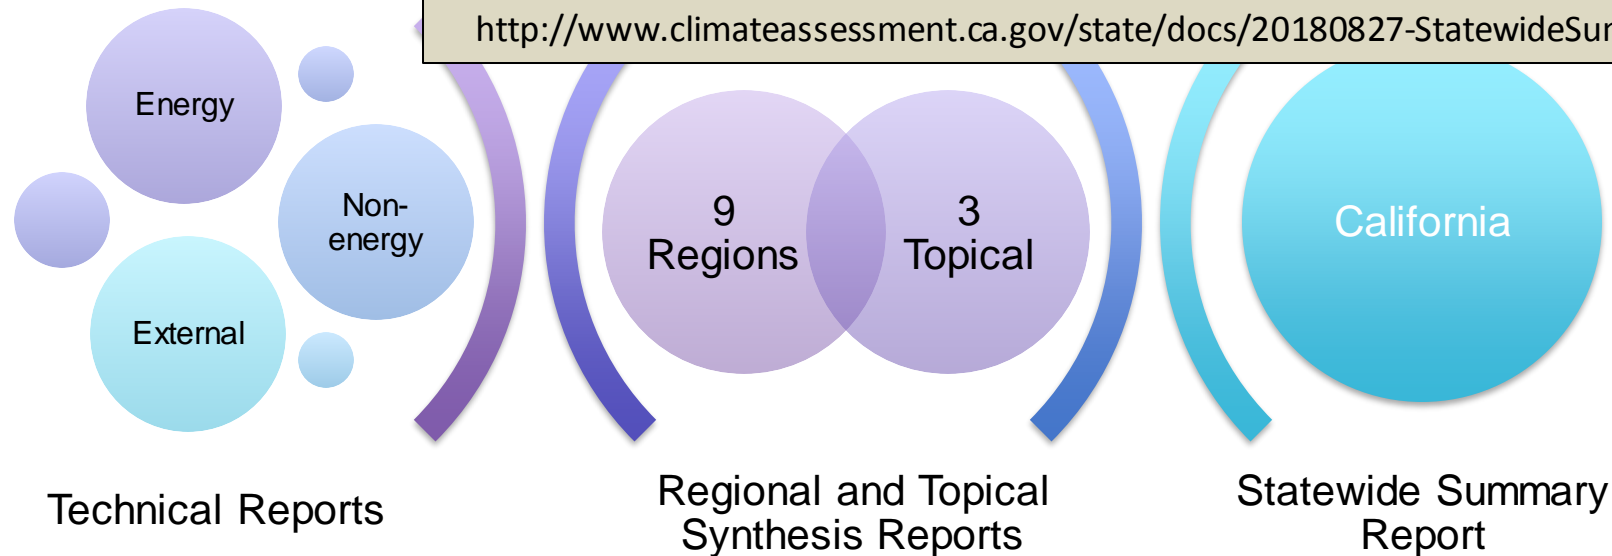 http://www.climateassessment.ca.gov/state/docs/20180827-StatewideSum
Energy
Non-
energy
External
9
Regions
3
Topical
California
Technical Reports
Regional and Topical
Synthesis Reports
Statewide Summary
Report